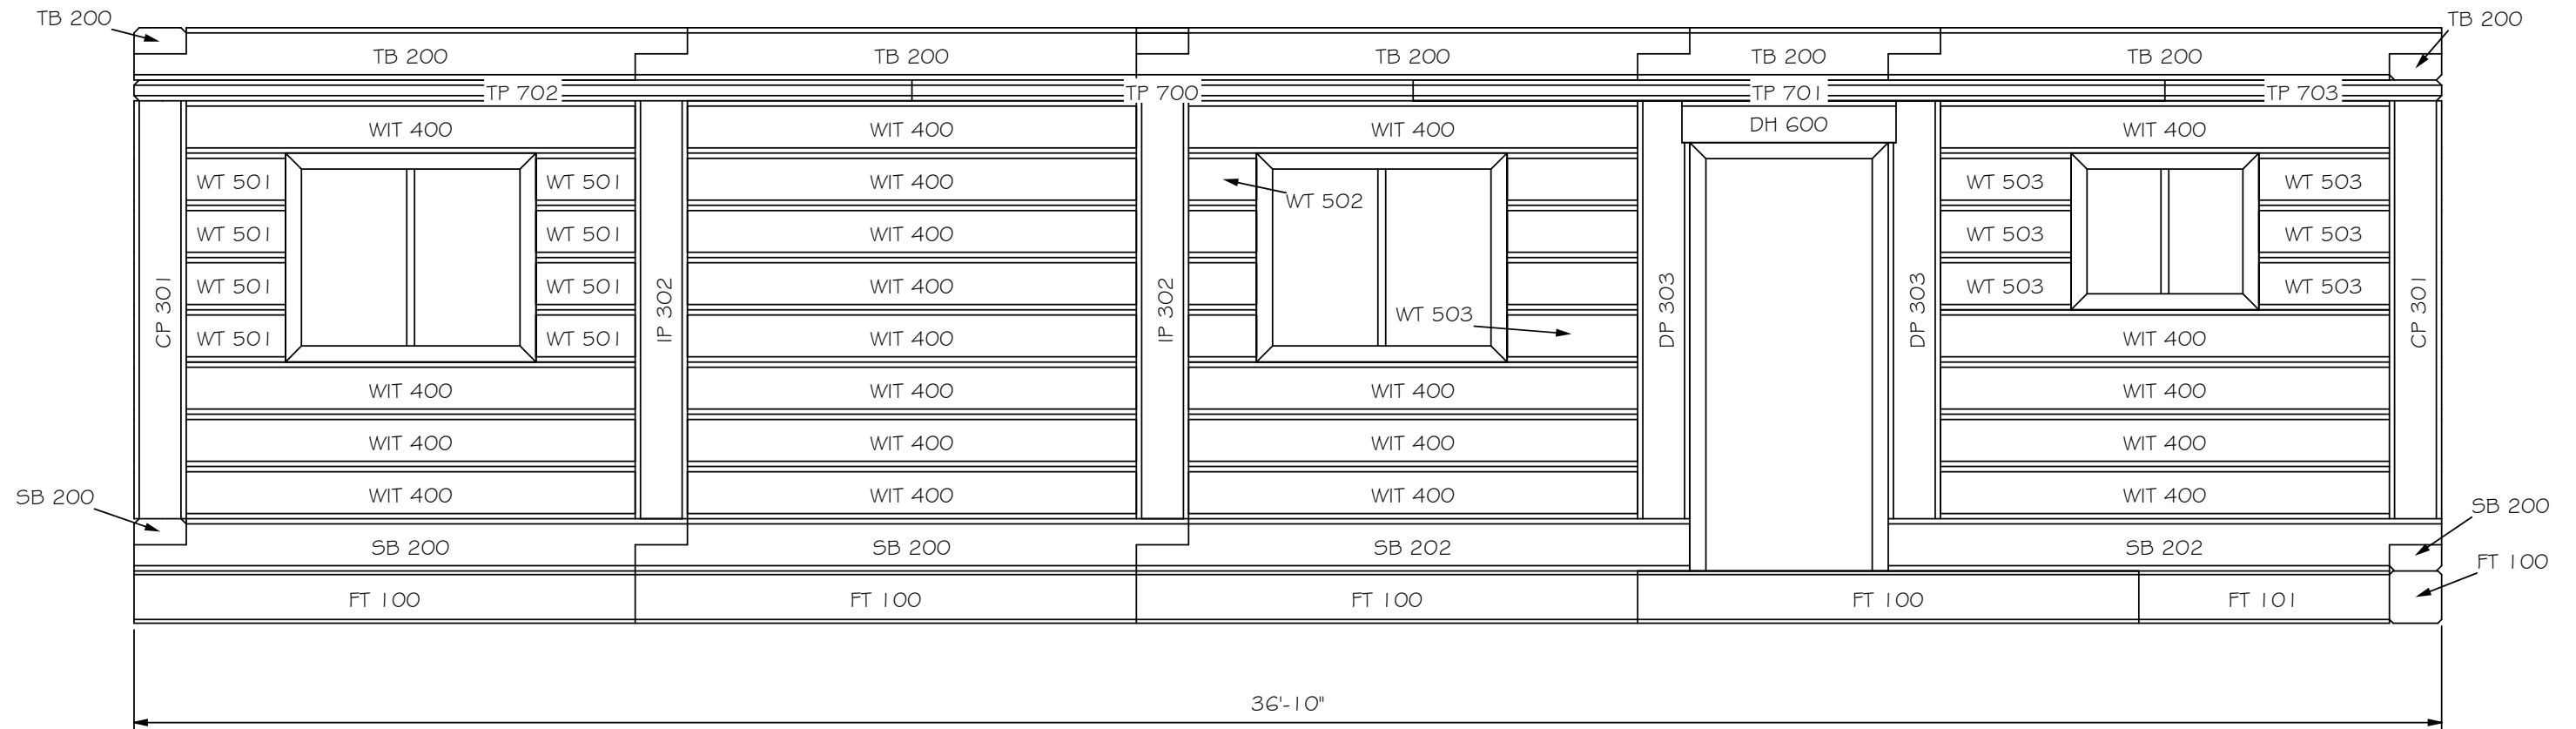 TB 200 TB 200
TB 200 TB 200 TB 200 TB 200 TB 200
TP 702 TP 700 TP 701 TP 703
WIT 400 WIT 400 WIT 400 DH 600 WIT 400
WT 501 WT 501 WIT 400 WT 503 WT 503
WT 502
WT 501 WT 501 WIT 400 WT 503 WT 503
WT 501 WT 501 WIT 400 WT 503 WT 503
CP 301 IP 302 IP 302 DP 303 DP 303 CP 301
WT 503
WT 501 WT 501 WIT 400 WIT 400
WIT 400 WIT 400 WIT 400 WIT 400
WIT 400 WIT 400 WIT 400 WIT 400
WIT 400 WIT 400 WIT 400 WIT 400
SB 200 SB 200
SB 200 SB 200 SB 202 SB 202
FT 100
FT 100 FT 100 FT 100 FT 100 FT 101
36'-10"